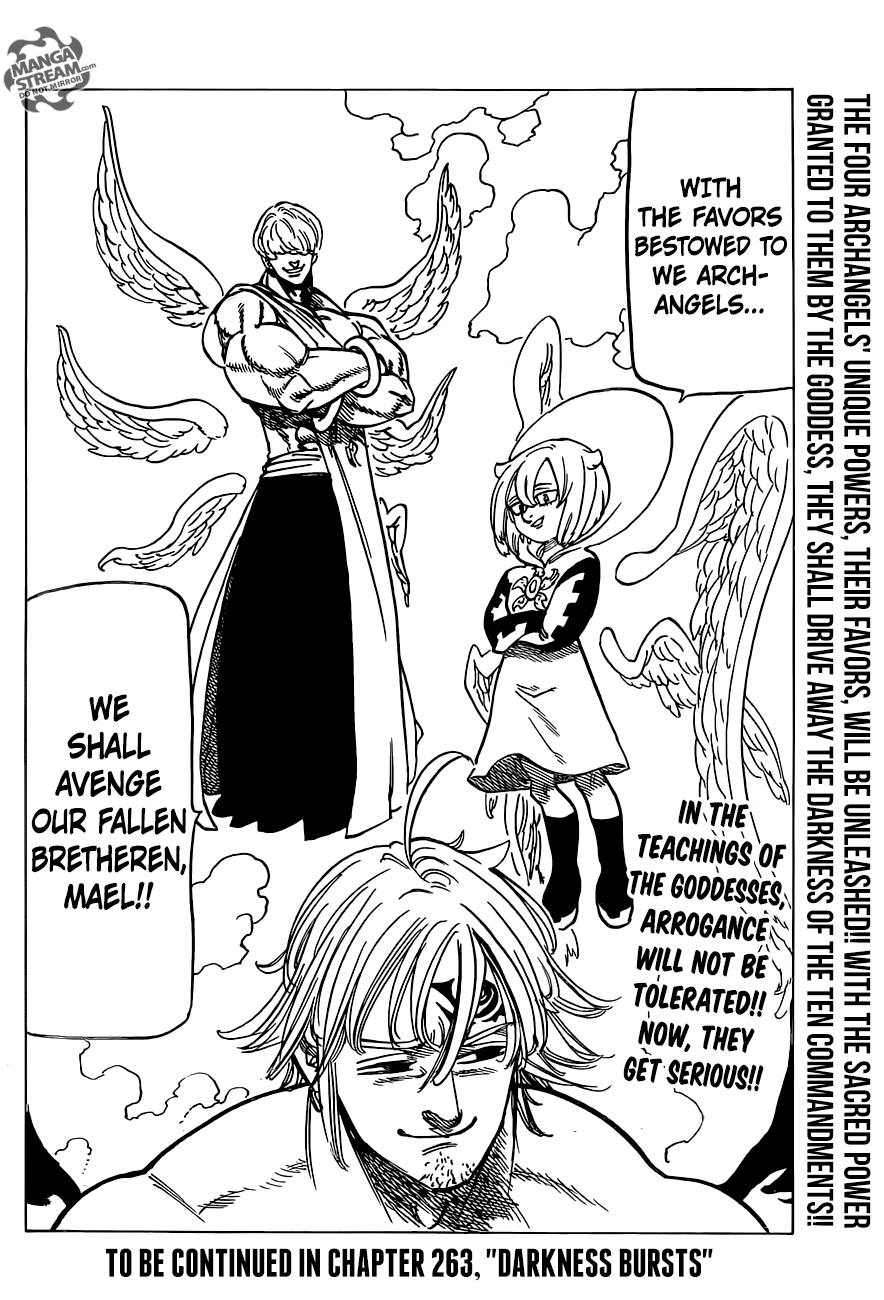 MANGA
STREAM.com
DO NOT MIRROR
WITH
THE FAVORS
BESTOWED TO
WE ARCH-
ANGELS...
THE FOUR ARCHANGELS' UNIQUE POWERS, THEIR FAVORS, WILL BE UNLEASHED!! WITH THE SACRED POWER
GRANTED TO THEM BY THE GODDESS, THEY SHALL DRIVE AWAY THE DARKNESS OF THE TEN COMMANDMENTS!!
WE
SHALL
AVENGE
OUR FALLEN
BRETHEREN,
MAEL!!
IN THE
TEACHINGS OF
THE GODDESSES,
ARROGANCE
WILL NOT BE
TOLERATED!!
NOW, THEY
GET SERIOUS!!
TO BE CONTINUED IN CHAPTER 263, "DARKNESS BURSTS"